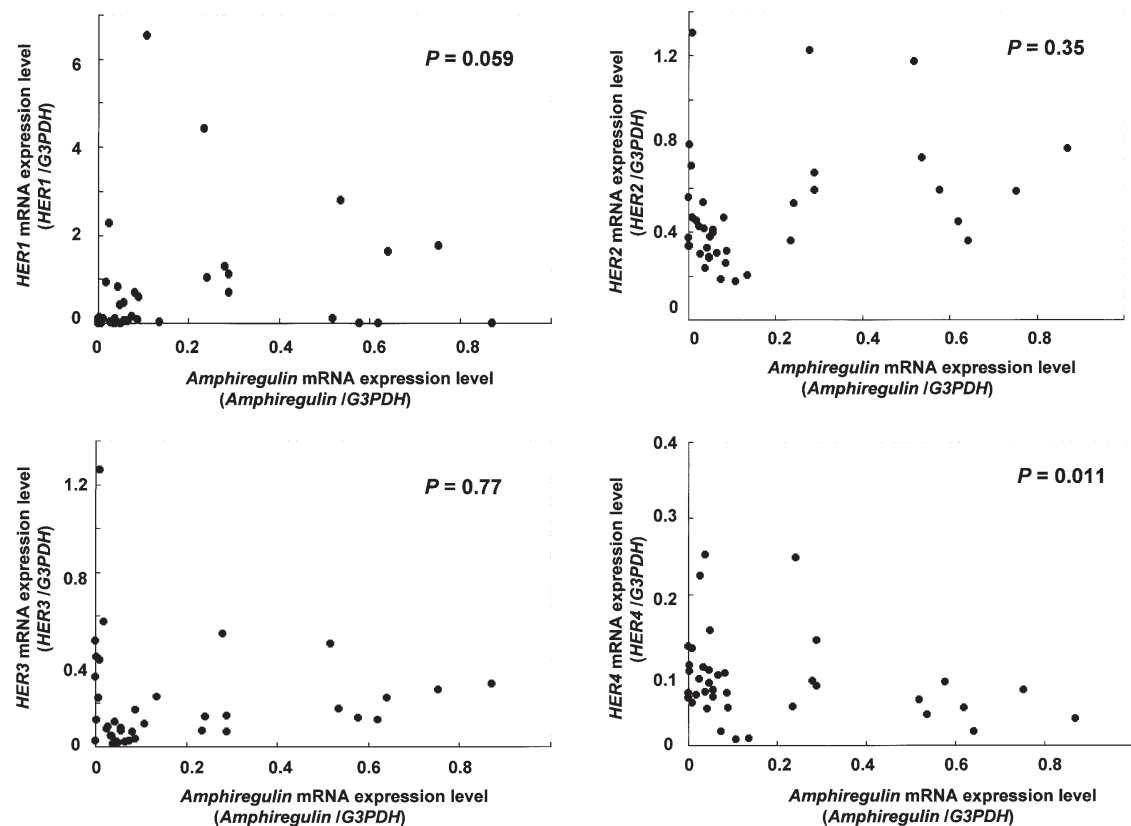 HER1 mRNA expression level
(HER1 /G3PDH)
6
4
2
0
P = 0.059
0 0.2 0.4 0.6 0.8
Amphiregulin mRNA expression level
(Amphiregulin /G3PDH)
HER2 mRNA expression level
(HER2 /G3PDH)
1.2
0.8
0.4
0
P = 0.35
0 0.2 0.4 0.6 0.8
Amphiregulin mRNA expression level
(Amphiregulin /G3PDH)
HER3 mRNA expression level
(HER3 /G3PDH)
1.2
0.8
0.4
0
P = 0.77
0 0.2 0.4 0.6 0.8
Amphiregulin mRNA expression level
(Amphiregulin /G3PDH)
HER4 mRNA expression level
(HER4 /G3PDH)
0.4
0.3
0.2
0.1
0
P = 0.011
0 0.2 0.4 0.6 0.8
Amphiregulin mRNA expression level
(Amphiregulin /G3PDH)